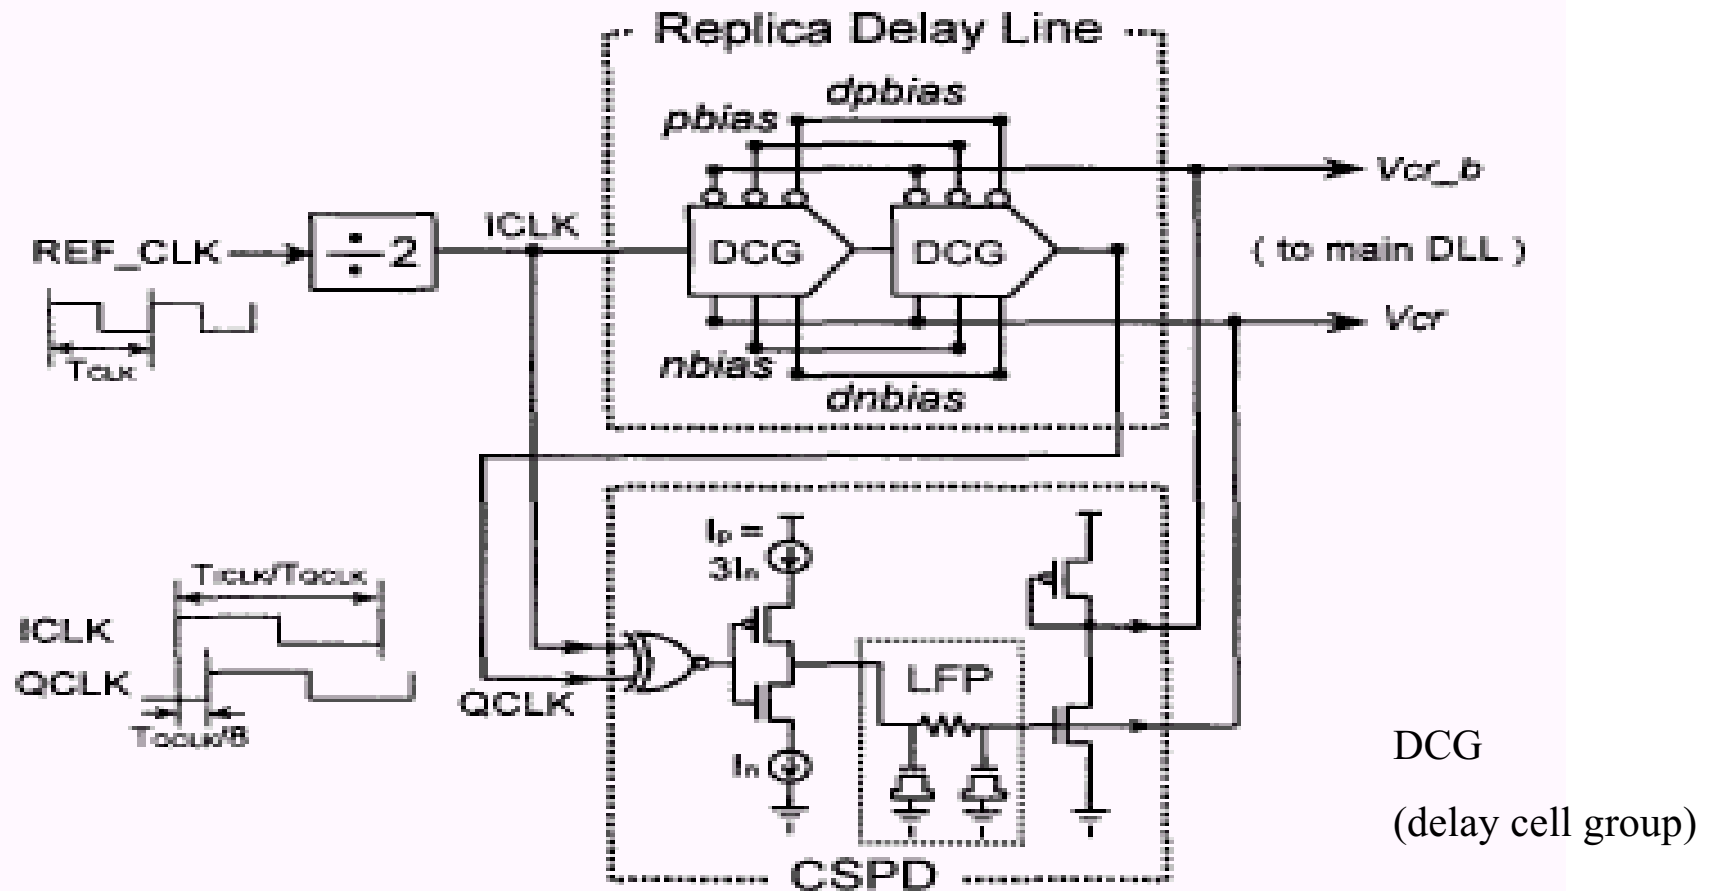 Replica Delay Line
dpbias
pbias
Vcr_b
ICLK
REF_CLK
÷2
DCG
DCG
( to main DLL )
Vcr
TCLK
nbias
dnbias
Ip =
3In
TICLK/TQCLK
ICLK
QCLK
QCLK
LFP
TQCLK/8
In
DCG
(delay cell group)
CSPD